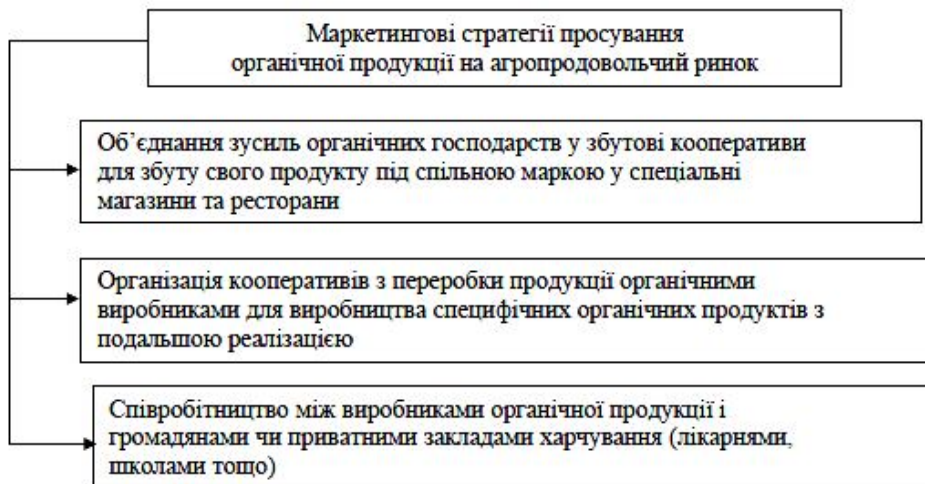 Маркетингові стратегії просування
органічної продукції на агропродовольчий ринок
Об’єднання зусиль органічних господарств у збутові кооперативи
для збуту свого продукту під спільною маркою у спеціальні
магазини та ресторани
Організація кооперативів з переробки продукції органічними
виробниками для виробництва специфічних органічних продуктів з
подальшою реалізацією
Співробітництво між виробниками органічної продукції і
громадянами чи приватними закладами харчування (лікарнями,
школами тощо)